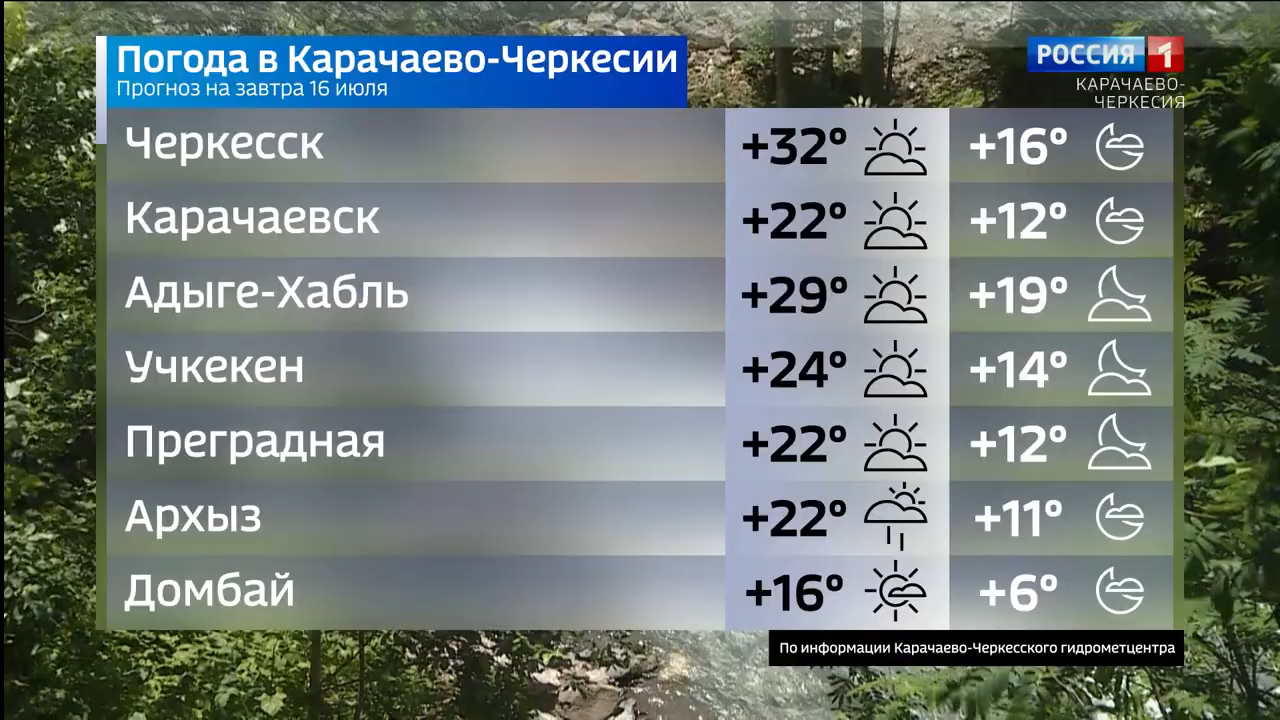 Погода в Карачаево-Черкесии
Прогноз на завтра 16 июля
РОССИЯ 1
КАРАЧАЕВО-
ЧЕРКЕСИЯ
Черкесск +32° +16°
Карачаевск +22° +12°
Адыге-Хабль +29° +19°
Учкекен +24° +14°
Преградная +22° +12°
Архыз +22° +11°
Домбай +16° +6°
По информации Карачаево-Черкесского гидрометцентра